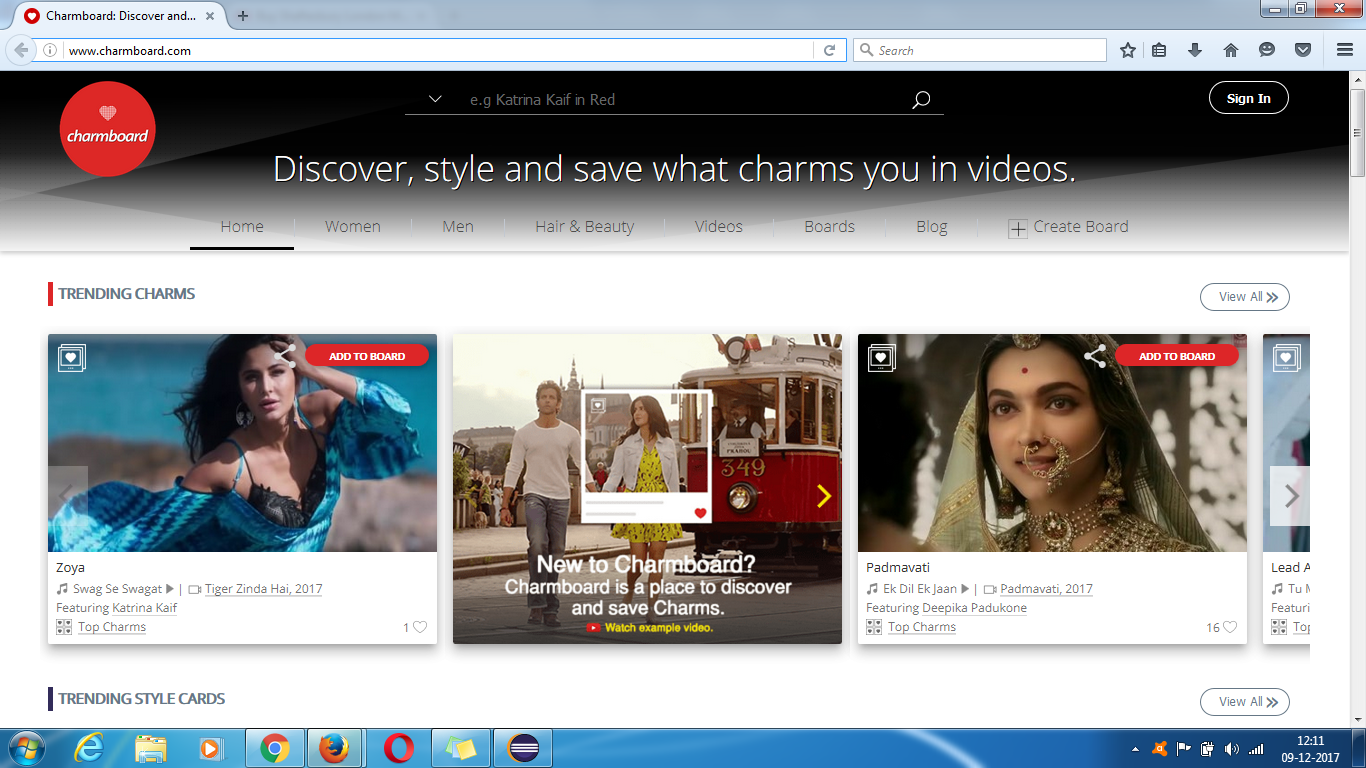 Charmboard: Discover and...
www.charmboard.com
Search
charmboard
e.g Katrina Kaif in Red
Sign In
Discover, style and save what charms you in videos.
Home
Women
Men
Hair & Beauty
Videos
Boards
Blog
Create Board
TRENDING CHARMS
View All
ADD TO BOARD
Zoya
Swag Se Swagat | Tiger Zinda Hai, 2017
Featuring Katrina Kaif
Top Charms
1
349
New to Charmboard?
Charmboard is a place to discover
and save Charms.
Watch example video.
ADD TO BOARD
Padmavati
Ek Dil Ek Jaan | Padmavati, 2017
Featuring Deepika Padukone
Top Charms
16
Lead A
Tu M
Featuri
Top
TRENDING STYLE CARDS
View All
12:11
09-12-2017